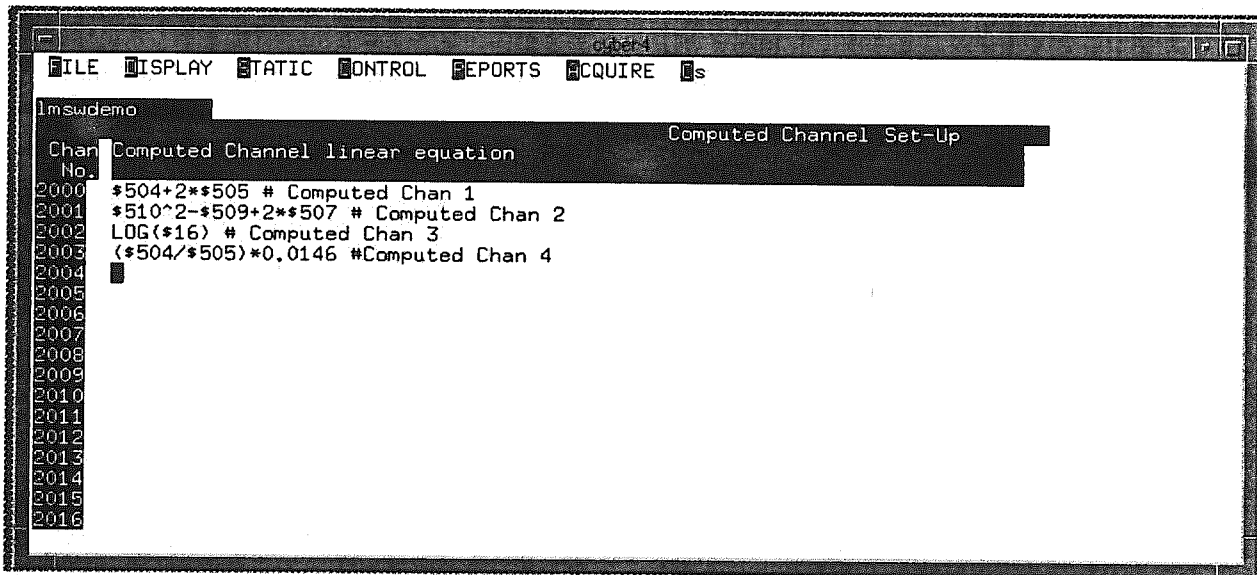 cyber4
FILE DISPLAY STATIC CONTROL REPORTS ACQUIRE Os
lmswdemo
Computed Channel Set-Up
Chan Computed Channel linear equation
No.
2000 $504+2*$505 # Computed Chan 1
2001 $510^2-$509+2*$507 # Computed Chan 2
2002 LOG($16) # Computed Chan 3
2003 ($504/$505)*0.0146 #Computed Chan 4
2004
2005
2006
2007
2008
2009
2010
2011
2012
2013
2014
2015
2016